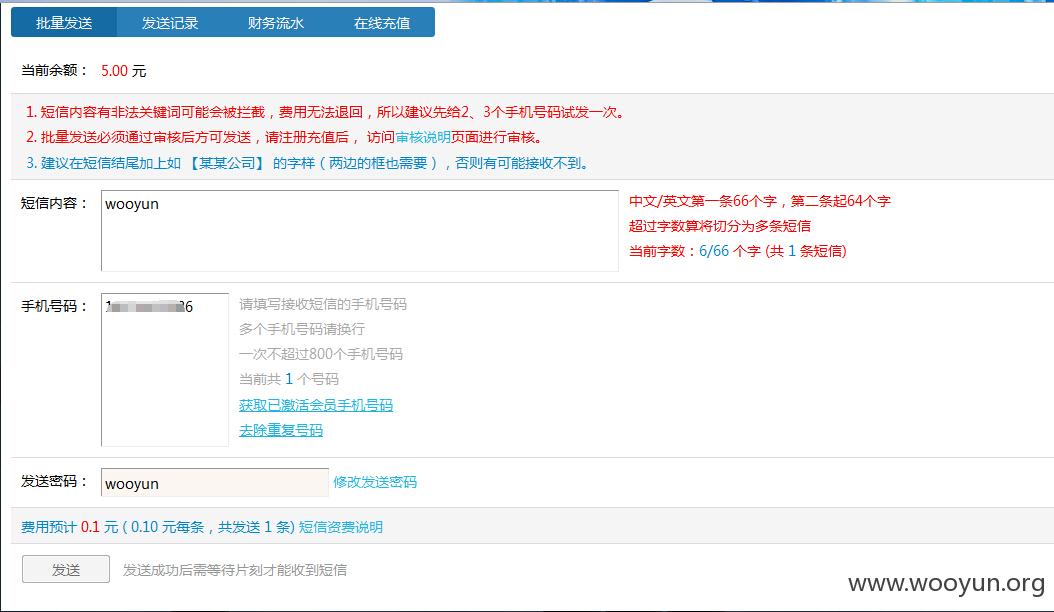 批量发送 发送记录 财务流水 在线充值
当前余额： 5.00 元
1. 短信内容有非法关键词可能会被拦截，费用无法退回，所以建议先给2、3个手机号码试发一次。
2. 批量发送必须通过审核后方可发送，请注册充值后， 访问审核说明页面进行审核。
3. 建议在短信结尾加上如 【某某公司】 的字样（两边的框也需要），否则有可能接收不到。
短信内容： wooyun
中文/英文第一条66个字，第二条起64个字
超过字数算将切分为多条短信
当前字数：6/66 个字 (共 1 条短信)
手机号码：
请填写接收短信的手机号码
多个手机号码请换行
一次不超过800个手机号码
当前共 1 个号码
获取已激活会员手机号码
去除重复号码
发送密码： wooyun 修改发送密码
费用预计 0.1 元 ( 0.10 元每条，共发送 1 条) 短信资费说明
发送 发送成功后需等待片刻才能收到短信
www.wooyun.org